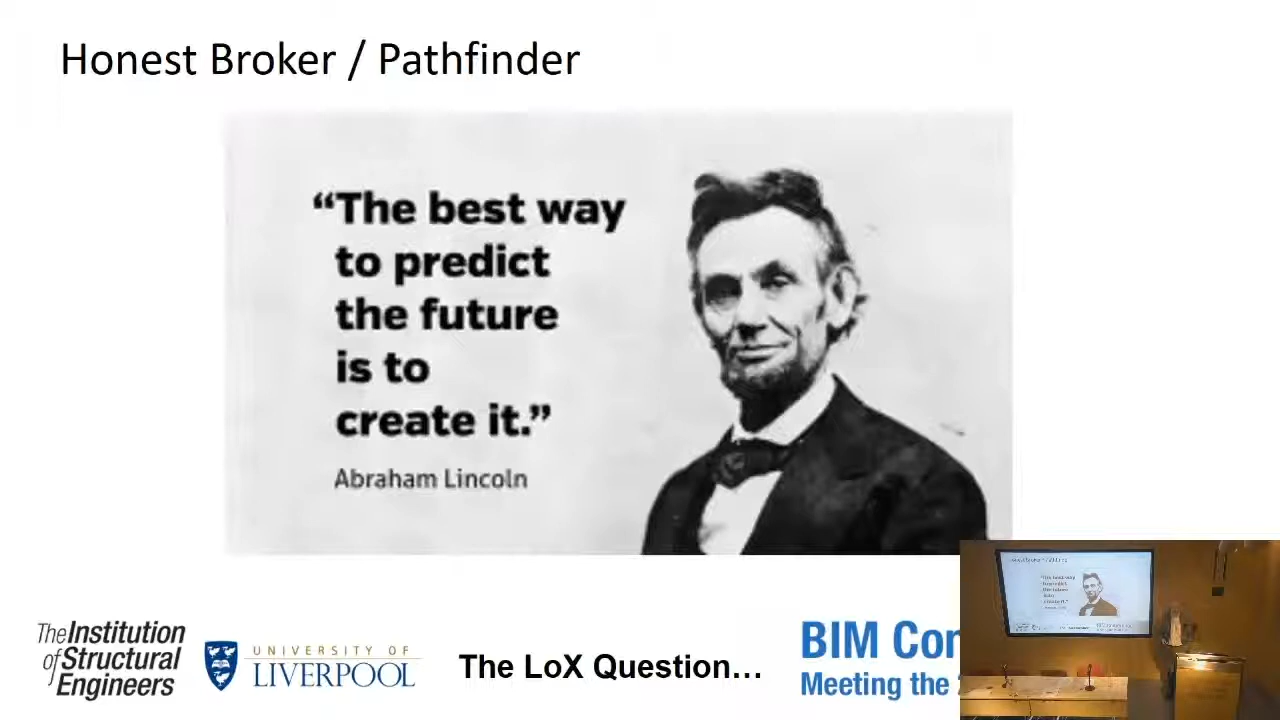 Honest Broker / Pathfinder
“The best way
to predict
the future
is to
create it.”
Abraham Lincoln
The Institution
of Structural
Engineers
UNIVERSITY OF
LIVERPOOL
The LoX Question...
BIM Con
Meeting the